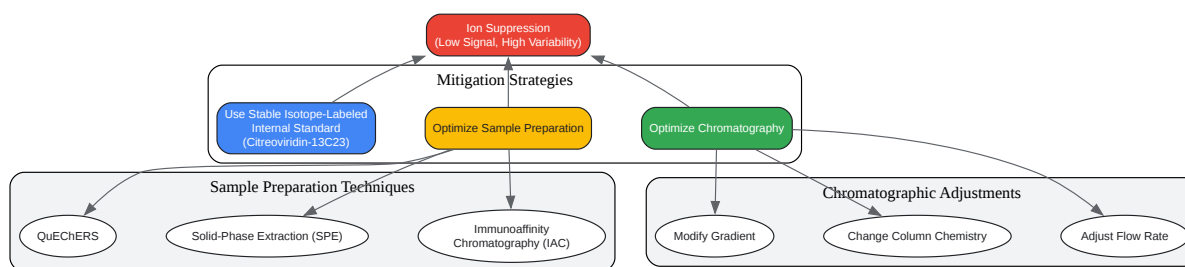 Ion Suppression
(Low Signal, High Variability)
Mitigation Strategies
Use Stable Isotope-Labeled
Internal Standard
(Citreoviridin-13C23)
Optimize Sample Preparation
Optimize Chromatography
Sample Preparation Techniques
Chromatographic Adjustments
QuEChERS
Solid-Phase Extraction (SPE)
Immunoaffinity
Chromatography (IAC)
Modify Gradient
Change Column Chemistry
Adjust Flow Rate